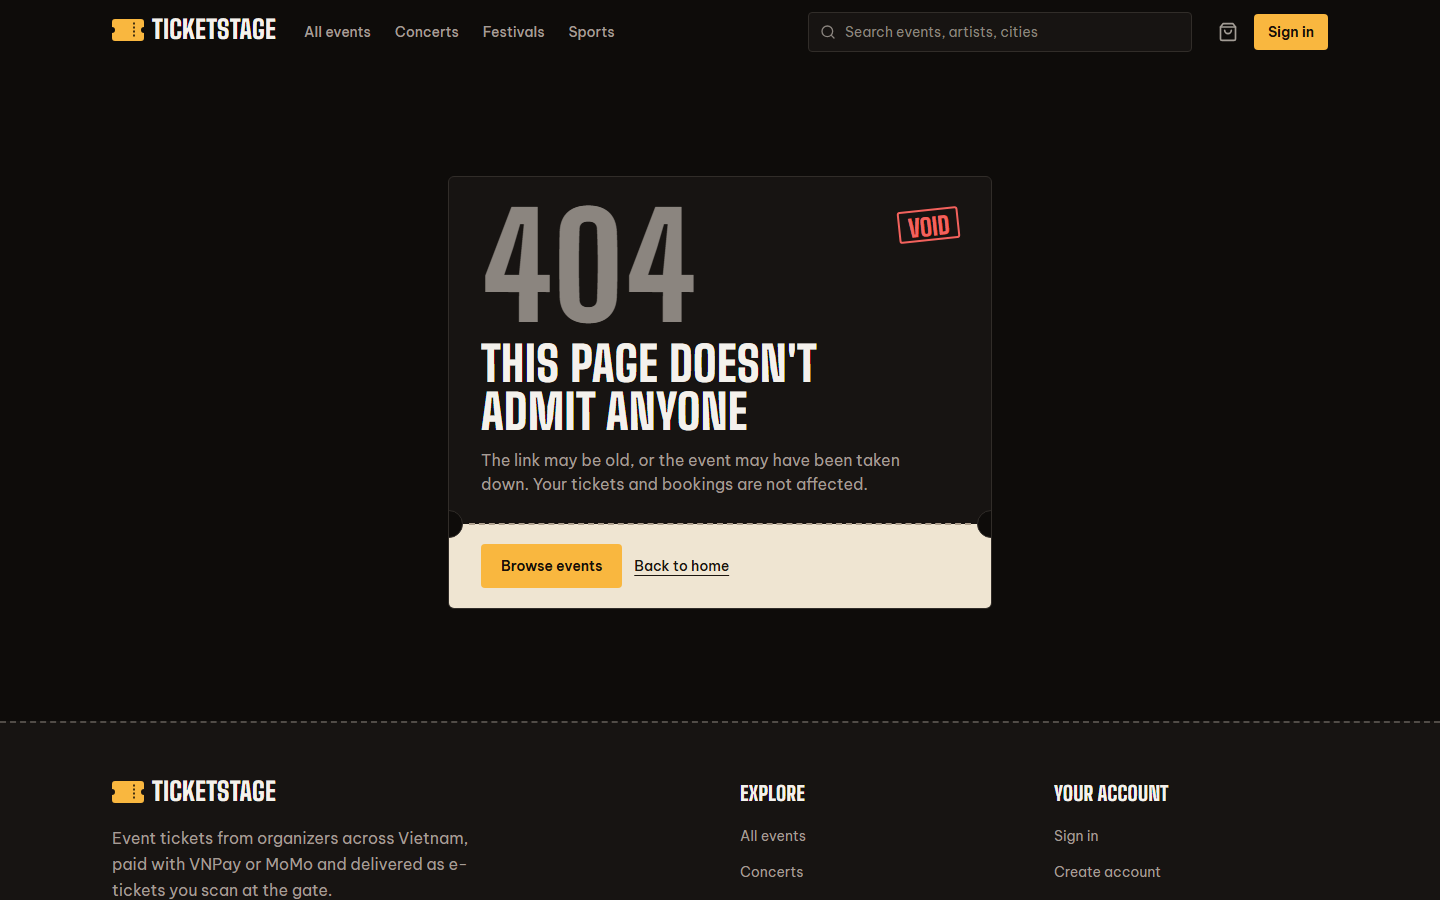 TICKETSTAGE
All events
Concerts
Festivals
Sports
Search events, artists, cities
Sign in
404
VOID
THIS PAGE DOESN'T
ADMIT ANYONE
The link may be old, or the event may have been taken
down. Your tickets and bookings are not affected.
Browse events
Back to home
TICKETSTAGE
Event tickets from organizers across Vietnam,
paid with VNPay or MoMo and delivered as e-
tickets you scan at the gate.
EXPLORE
All events
Concerts
YOUR ACCOUNT
Sign in
Create account